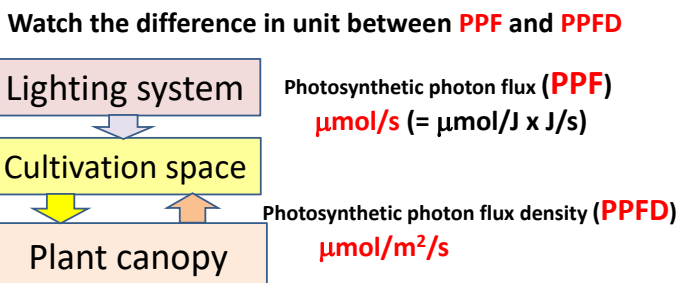 Watch the difference in unit between PPF and PPFD
Lighting system
Photosynthetic photon flux (PPF)
μmol/s (= μmol/J x J/s)
Cultivation space
Photosynthetic photon flux density (PPFD)
μmol/m²/s
Plant canopy